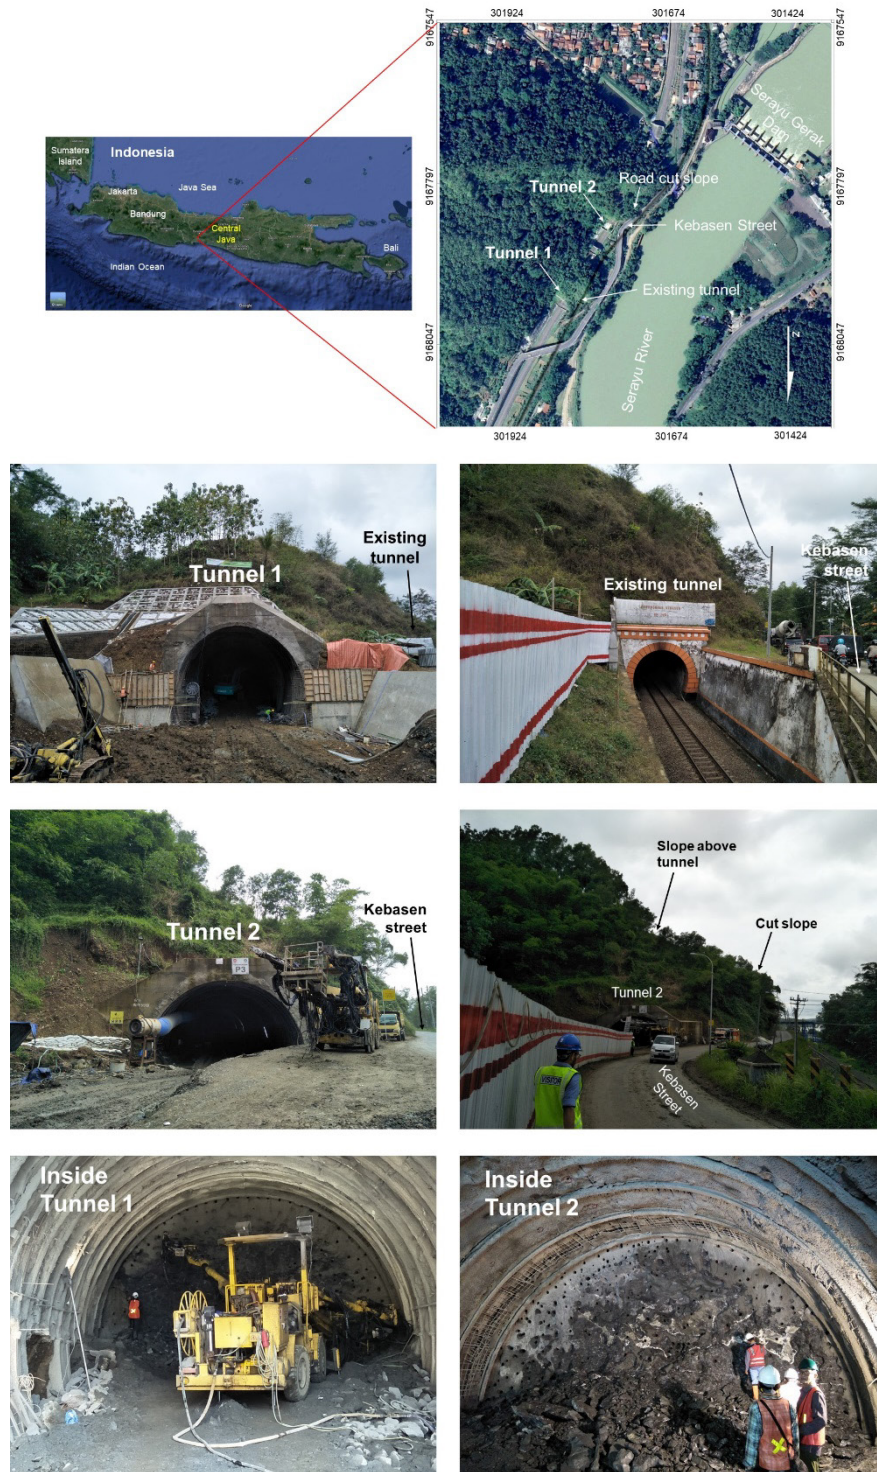 301924
301674
301424
9167547
9167547
Indonesia
Sumatera
Island
Jakarta
Java Sea
Bandung
Central
Java
Bali
Indian Ocean
Google
Serayu Gerak
Dam
Road cut slope
Tunnel 2
Kebasen Street
Tunnel 1
Existing tunnel
Serayu River
Z
9167797
9167797
9168047
9168047
301924
301674
301424
Existing
tunnel
Tunnel 1
Kebasen
street
Existing tunnel
Tunnel 2
Kebasen
street
P3
Slope above
tunnel
Cut slope
Tunnel 2
VISITOR
Kebasen
Street
Inside
Tunnel 1
Inside
Tunnel 2